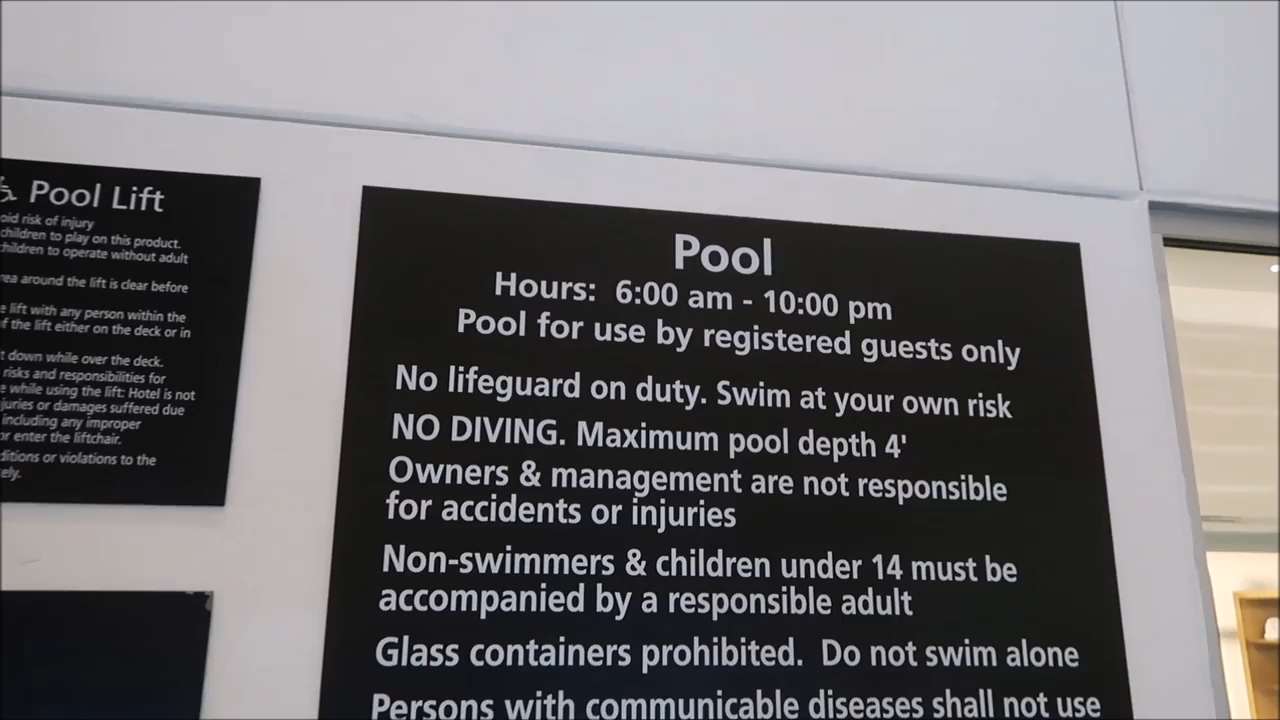 Pool Lift
risk of injury
children to play on this product.
children to operate without adult
around the lift is clear before
lift with any person within the
of the lift either on the deck or in
down while over the deck.
risks and responsibilities for
while using the lift: Hotel is not
or damages suffered due
including any improper
or enter the liftchair.
or violations to the
Pool
Hours: 6:00 am - 10:00 pm
Pool for use by registered guests only
No lifeguard on duty. Swim at your own risk
NO DIVING. Maximum pool depth 4'
Owners & management are not responsible
for accidents or injuries
Non-swimmers & children under 14 must be
accompanied by a responsible adult
Glass containers prohibited. Do not swim alone
Persons with communicable diseases shall not use